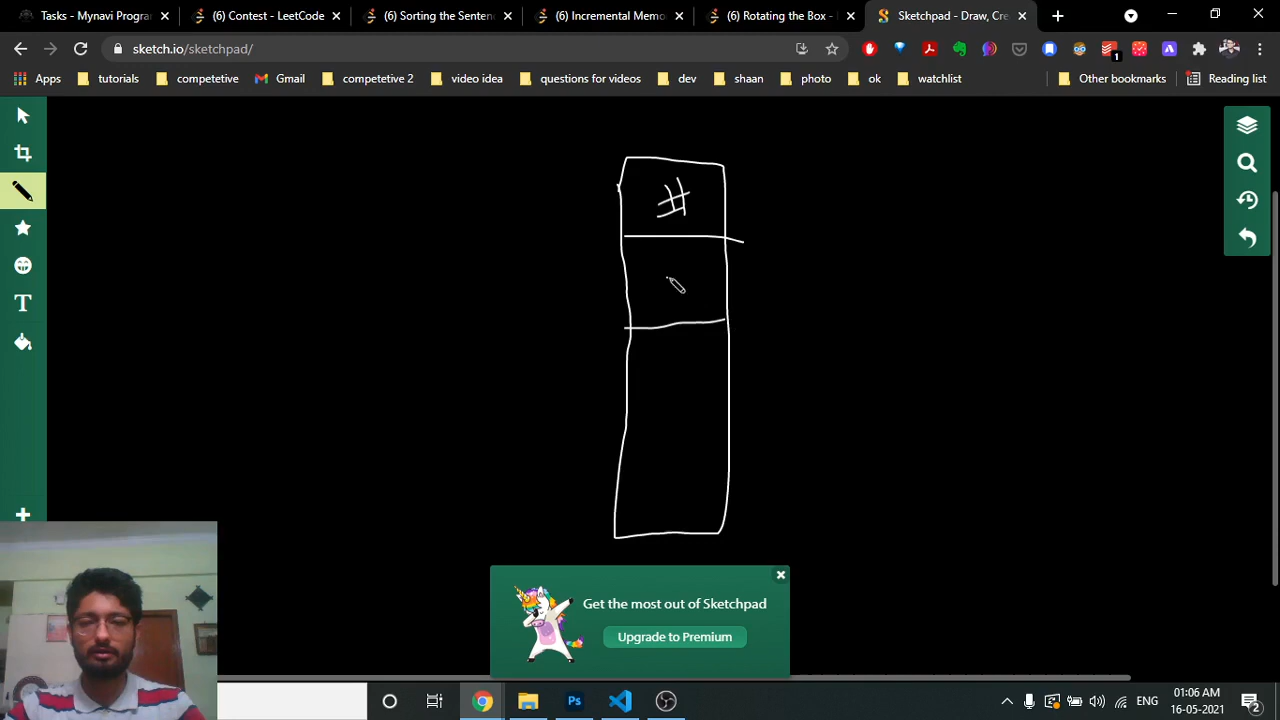 Tasks - Mynavi Progra
(6) Contest - LeetCode
(6) Sorting the Senten
(6) Incremental Memo
(6) Rotating the Box -
Sketchpad - Draw, Cre
sketch.io/sketchpad/
1
Apps
tutorials
competetive
Gmail
competetive 2
video idea
questions for videos
dev
shaan
photo
ok
watchlist
Other bookmarks
Reading list
#
T
Get the most out of Sketchpad
Upgrade to Premium
Ps
ENG
01:06 AM
16-05-2021
2